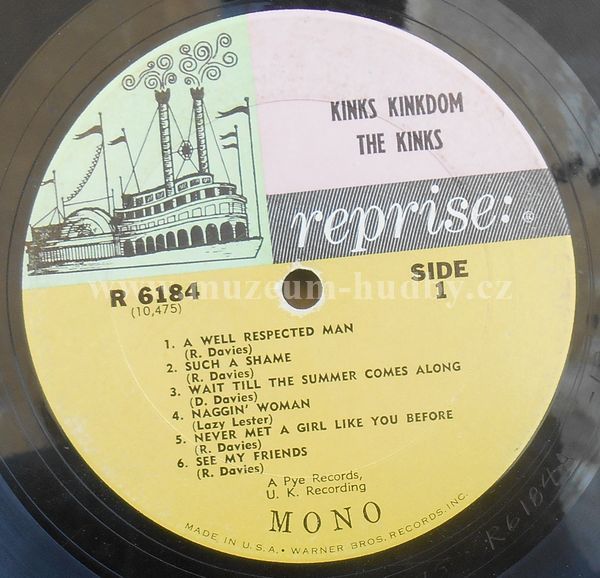 KINKS KINKDOM
THE KINKS
reprise: ®
R 6184
(10,475)
SIDE
1
www.muzeum-hudby.cz
1. A WELL RESPECTED MAN
(R. Davies)
2. SUCH A SHAME
(R. Davies)
3. WAIT TILL THE SUMMER COMES ALONG
(D. Davies)
4. NAGGIN' WOMAN
(Lazy Lester)
5. NEVER MET A GIRL LIKE YOU BEFORE
(R. Davies)
6. SEE MY FRIENDS
(R. Davies)
A Pye Records,
U. K. Recording
MONO
MADE IN U.S.A. • WARNER BROS. RECORDS, INC.